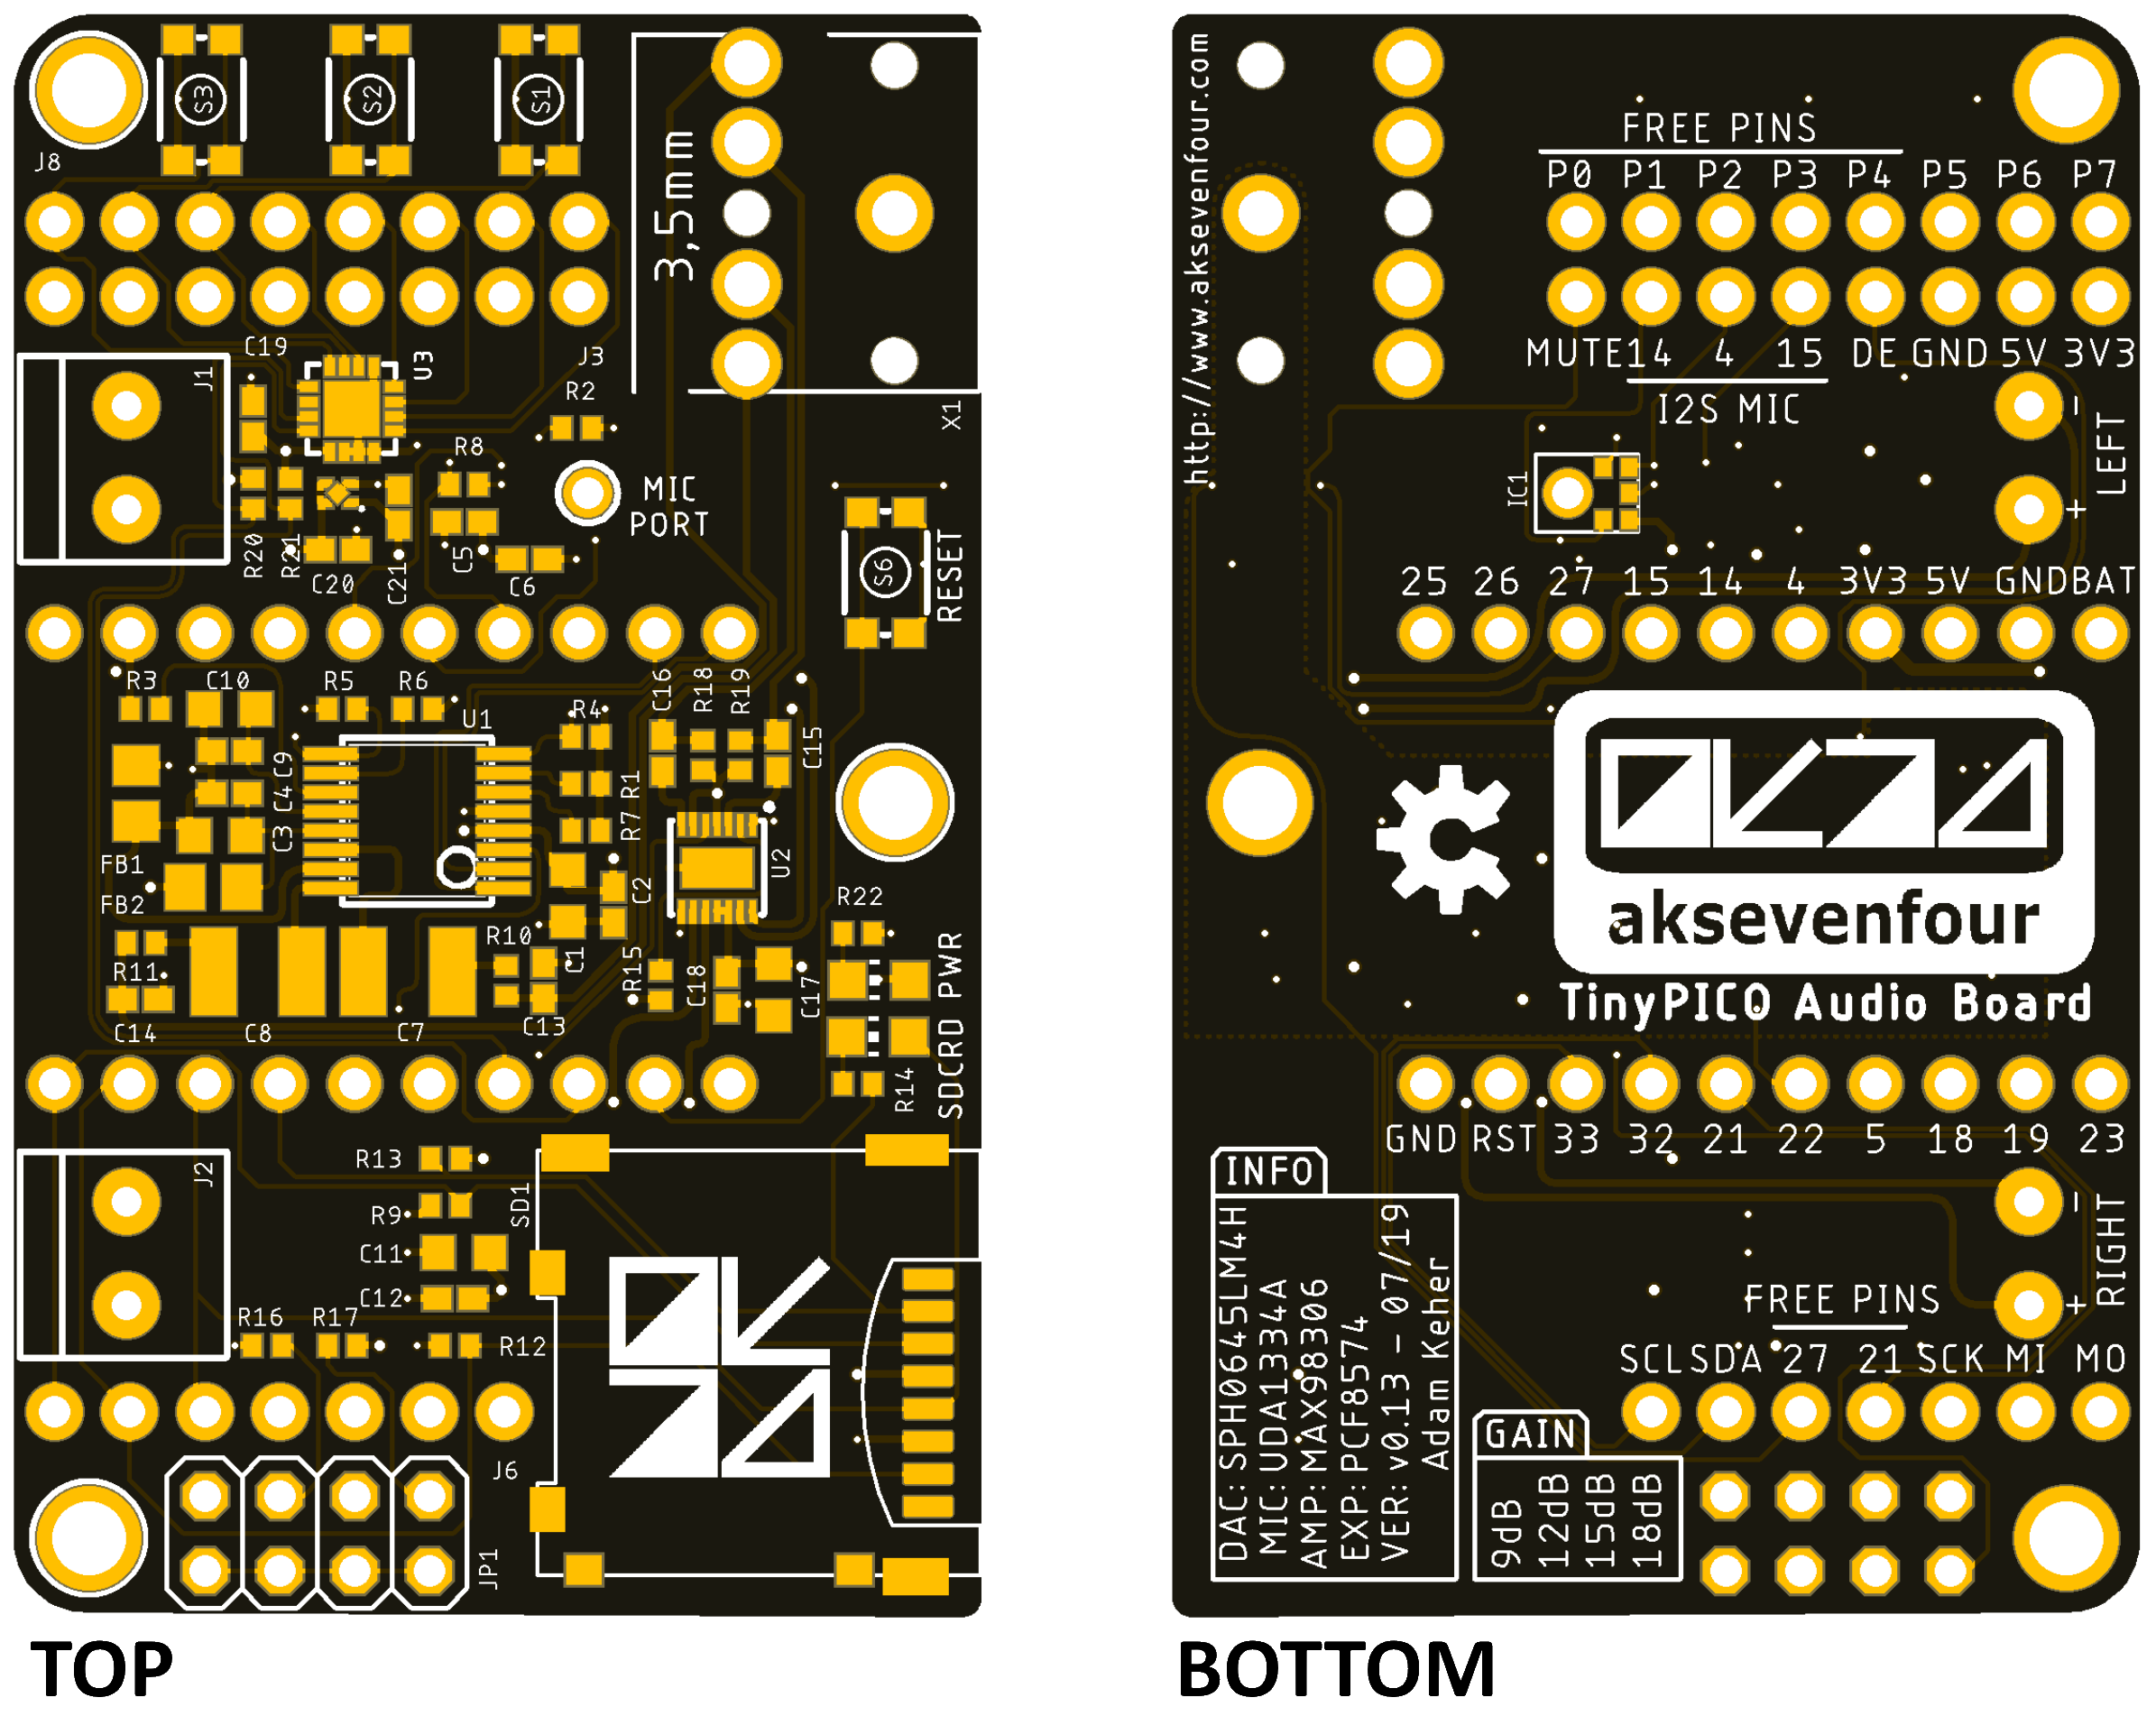 S3
S2
S1
J8
3,5mm
C19
U3
J3
J1
R2
X1
R8
MIC
PORT
S6
RESET
R20
R21
C20
C21
C5
C6
R3
C10
R5
R6
U1
R4
C16
R18
R19
C15
C9
C4
C3
R1
R7
FB1
FB2
U2
C2
R22
R10
C1
R11
R15
C18
C17
SDCRD PWR
C14
C8
C7
C13
R14
R13
J2
R9
SD1
C11
C12
R16
R17
R12
J6
JP1
TOP
http://www.aksevenfour.com
FREE PINS
P0 P1 P2 P3 P4 P5 P6 P7
MUTE 14 4 15 DE GND 5V 3V3
I2S MIC
- LEFT +
IC1
25 26 27 15 14 4 3V3 5V GND BAT
aksevenfour
TinyPICO Audio Board
GND RST 33 32 21 22 5 18 19 23
INFO
DAC:SPH0645LM4H
MIC:UDA1334A
AMP:MAX98306
EXP:PCF8574
VER:v0.13 - 07/19
Adam Keher
- RIGHT +
FREE PINS
SCL SDA 27 21 SCK MI MO
GAIN
9dB
12dB
15dB
18dB
BOTTOM